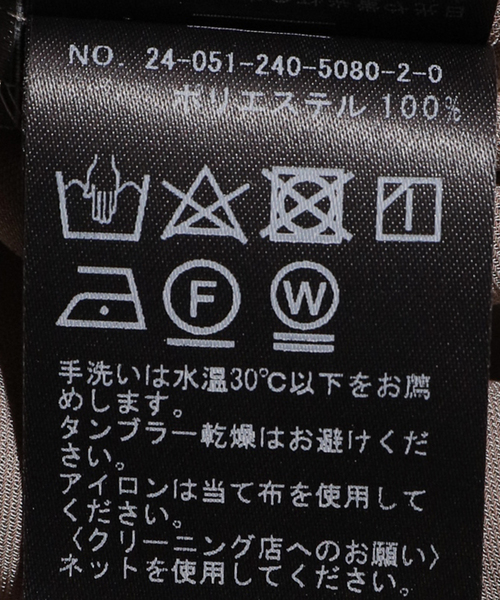 NO. 24-051-240-5080-2-0
ポリエステル 100%
F W
手洗いは水温30℃以下をお薦
めします。
タンブラー乾燥はお避けくだ
さい。
アイロンは当て布を使用して
ください。
〈クリーニング店へのお願い〉
ネットを使用してください。